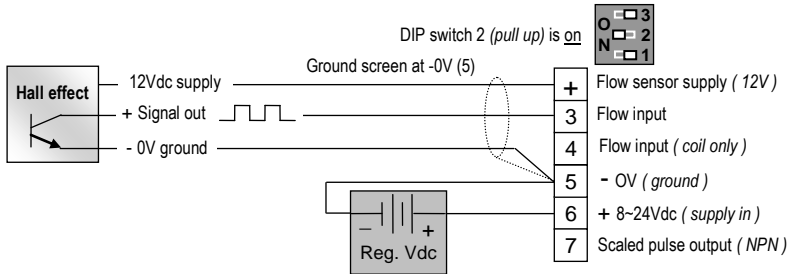 DIP switch 2 (pull up) is on
O N
3
2
1
Ground screen at -0V (5)
Hall effect
12Vdc supply
+ Signal out
- 0V ground
+ Flow sensor supply ( 12V )
3 Flow input
4 Flow input ( coil only )
5 - OV ( ground )
6 + 8~24Vdc ( supply in )
7 Scaled pulse output ( NPN )
– +
Reg. Vdc